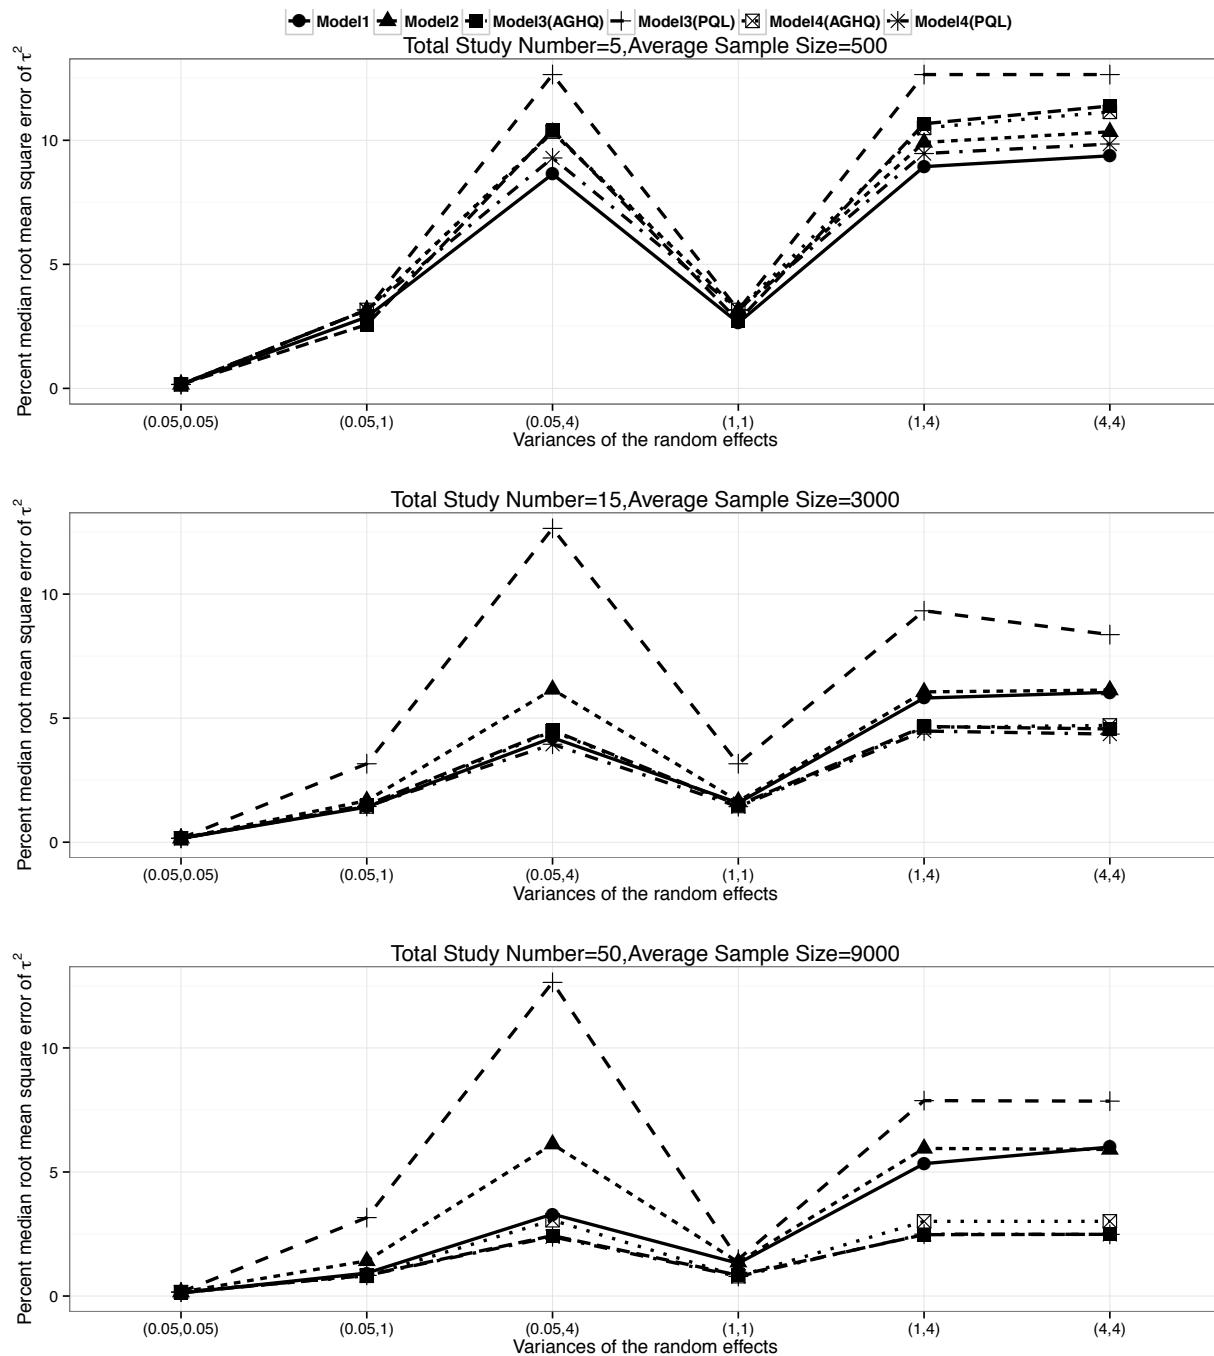 Model1 Model2 Model3(AGHQ) Model3(PQL) Model4(AGHQ) Model4(PQL)
Total Study Number=5,Average Sample Size=500
Percent median root mean square error of τ²
10
5
0
(0.05,0.05) (0.05,1) (0.05,4) (1,1) (1,4) (4,4)
Variances of the random effects
Total Study Number=15,Average Sample Size=3000
Percent median root mean square error of τ²
10
5
0
(0.05,0.05) (0.05,1) (0.05,4) (1,1) (1,4) (4,4)
Variances of the random effects
Total Study Number=50,Average Sample Size=9000
Percent median root mean square error of τ²
10
5
0
(0.05,0.05) (0.05,1) (0.05,4) (1,1) (1,4) (4,4)
Variances of the random effects